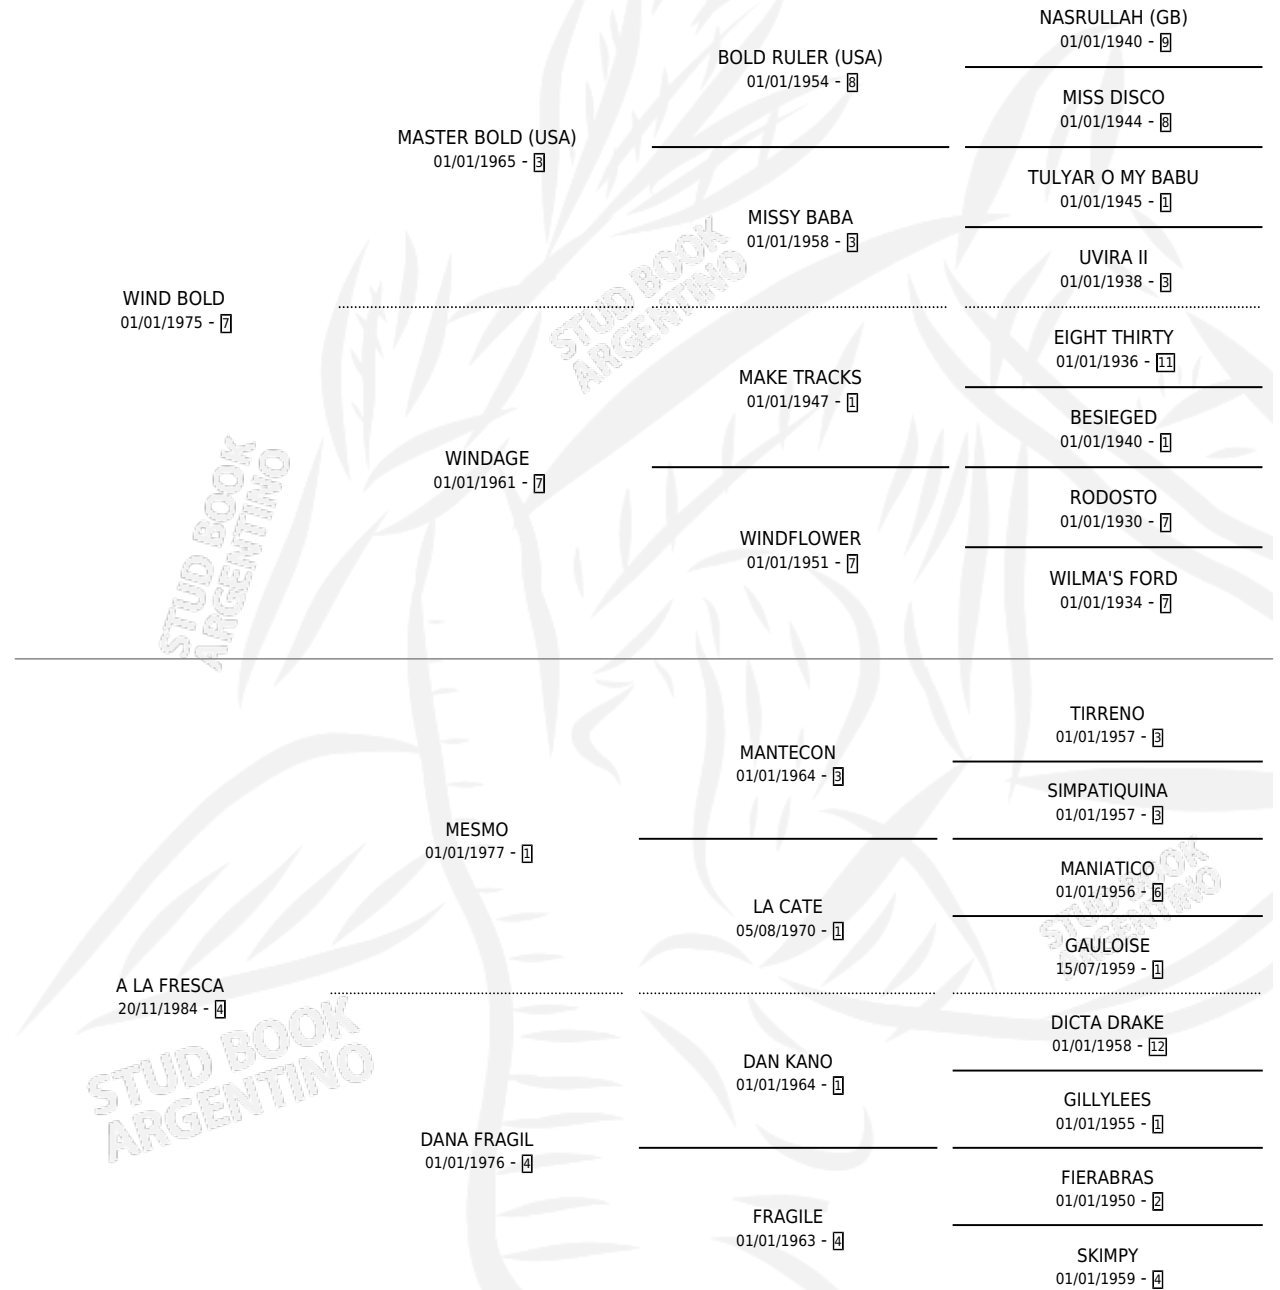 NASRULLAH (GB)
01/01/1940 - 9
BOLD RULER (USA)
01/01/1954 - 8
MISS DISCO
01/01/1944 - 8
MASTER BOLD (USA)
01/01/1965 - 3
TULYAR O MY BABU
01/01/1945 - 1
MISSY BABA
01/01/1958 - 3
UVIRA II
01/01/1938 - 3
WIND BOLD
01/01/1975 - 7
EIGHT THIRTY
01/01/1936 - 11
MAKE TRACKS
01/01/1947 - 1
BESIEGED
01/01/1940 - 1
WINDAGE
01/01/1961 - 7
RODOSTO
01/01/1930 - 7
WINDFLOWER
01/01/1951 - 7
WILMA'S FORD
01/01/1934 - 7
TIRRENO
01/01/1957 - 3
MANTECON
01/01/1964 - 3
SIMPATIQUINA
01/01/1957 - 3
MESMO
01/01/1977 - 1
MANIATICO
01/01/1956 - 6
LA CATE
05/08/1970 - 1
GAULOISE
15/07/1959 - 1
A LA FRESCA
20/11/1984 - 4
DICTA DRAKE
01/01/1958 - 12
DAN KANO
01/01/1964 - 1
GILLYLEES
01/01/1955 - 1
DANA FRAGIL
01/01/1976 - 4
FIERABRAS
01/01/1950 - 2
FRAGILE
01/01/1963 - 4
SKIMPY
01/01/1959 - 4
STUD BOOK
ARGENTINO
STUD BOOK
ARGENTINO
STUD BOOK
ARGENTINO
STUD BOOK
ARGENTINO